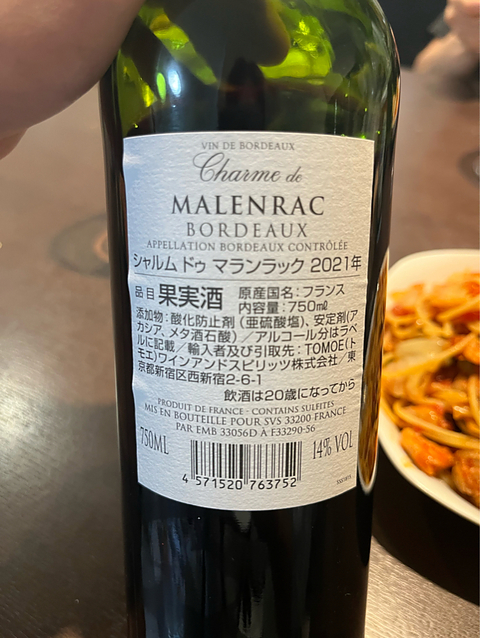 VIN DE BORDEAUX
Charme de
MALENRAC
BORDEAUX
APPELLATION BORDEAUX CONTRÔLÉE
シャルム ドゥ マランラック 2021年
品目 果実酒 原産国名：フランス
内容量：750㎖
添加物：酸化防止剤（亜硫酸塩）、安定剤（ア
カシア、メタ酒石酸）／アルコール分はラベ
ルに記載／輸入者及び引取先：TOMOE（ト
モエ）ワインアンドスピリッツ株式会社／東
京都新宿区西新宿2-6-1
飲酒は20歳になってから
PRODUIT DE FRANCE - CONTAINS SULFITES
MIS EN BOUTEILLE POUR SVS 33200-FRANCE
PAR EMB 33056D À F33290-56
750ML
14% VOL
4 571520 763752